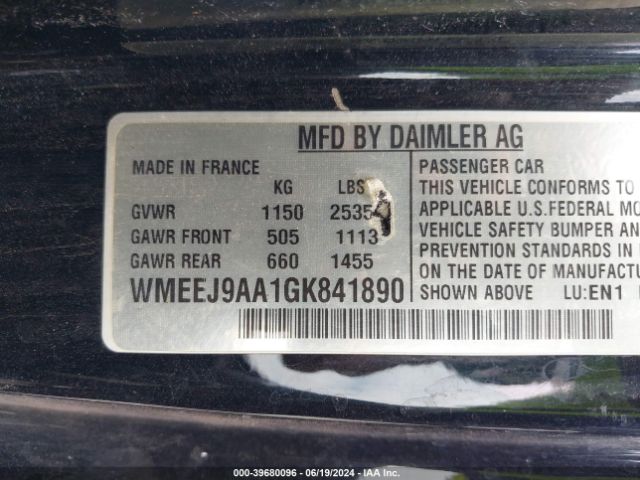 MFD BY DAIMLER AG
MADE IN FRANCE
KG LBS
GVWR 1150 2535
GAWR FRONT 505 1113
GAWR REAR 660 1455
WMEEJ9AA1GK841890
PASSENGER CAR
THIS VEHICLE CONFORMS TO
APPLICABLE U.S.FEDERAL MO
VEHICLE SAFETY BUMPER AN
PREVENTION STANDARDS IN
ON THE DATE OF MANUFACTU
SHOWN ABOVE LU:EN1
000-39680096 - 06/19/2024 - IAA Inc.